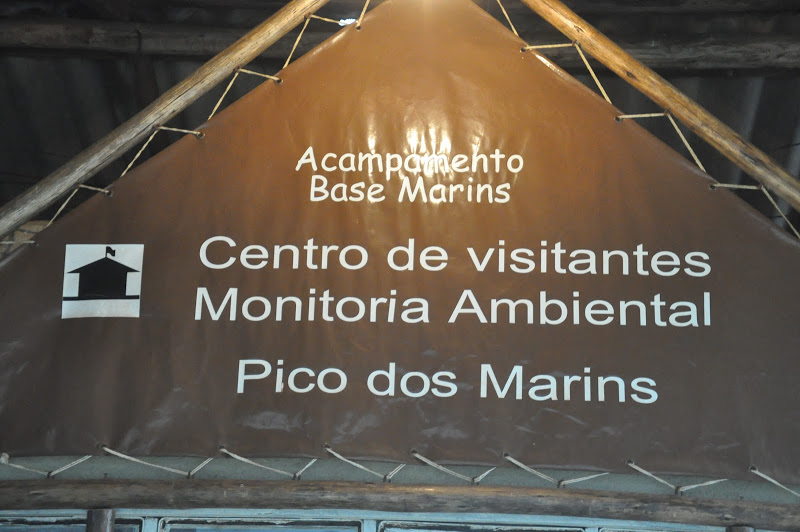 Acampamento
Base Marins
Centro de visitantes
Monitoria Ambiental
Pico dos Marins